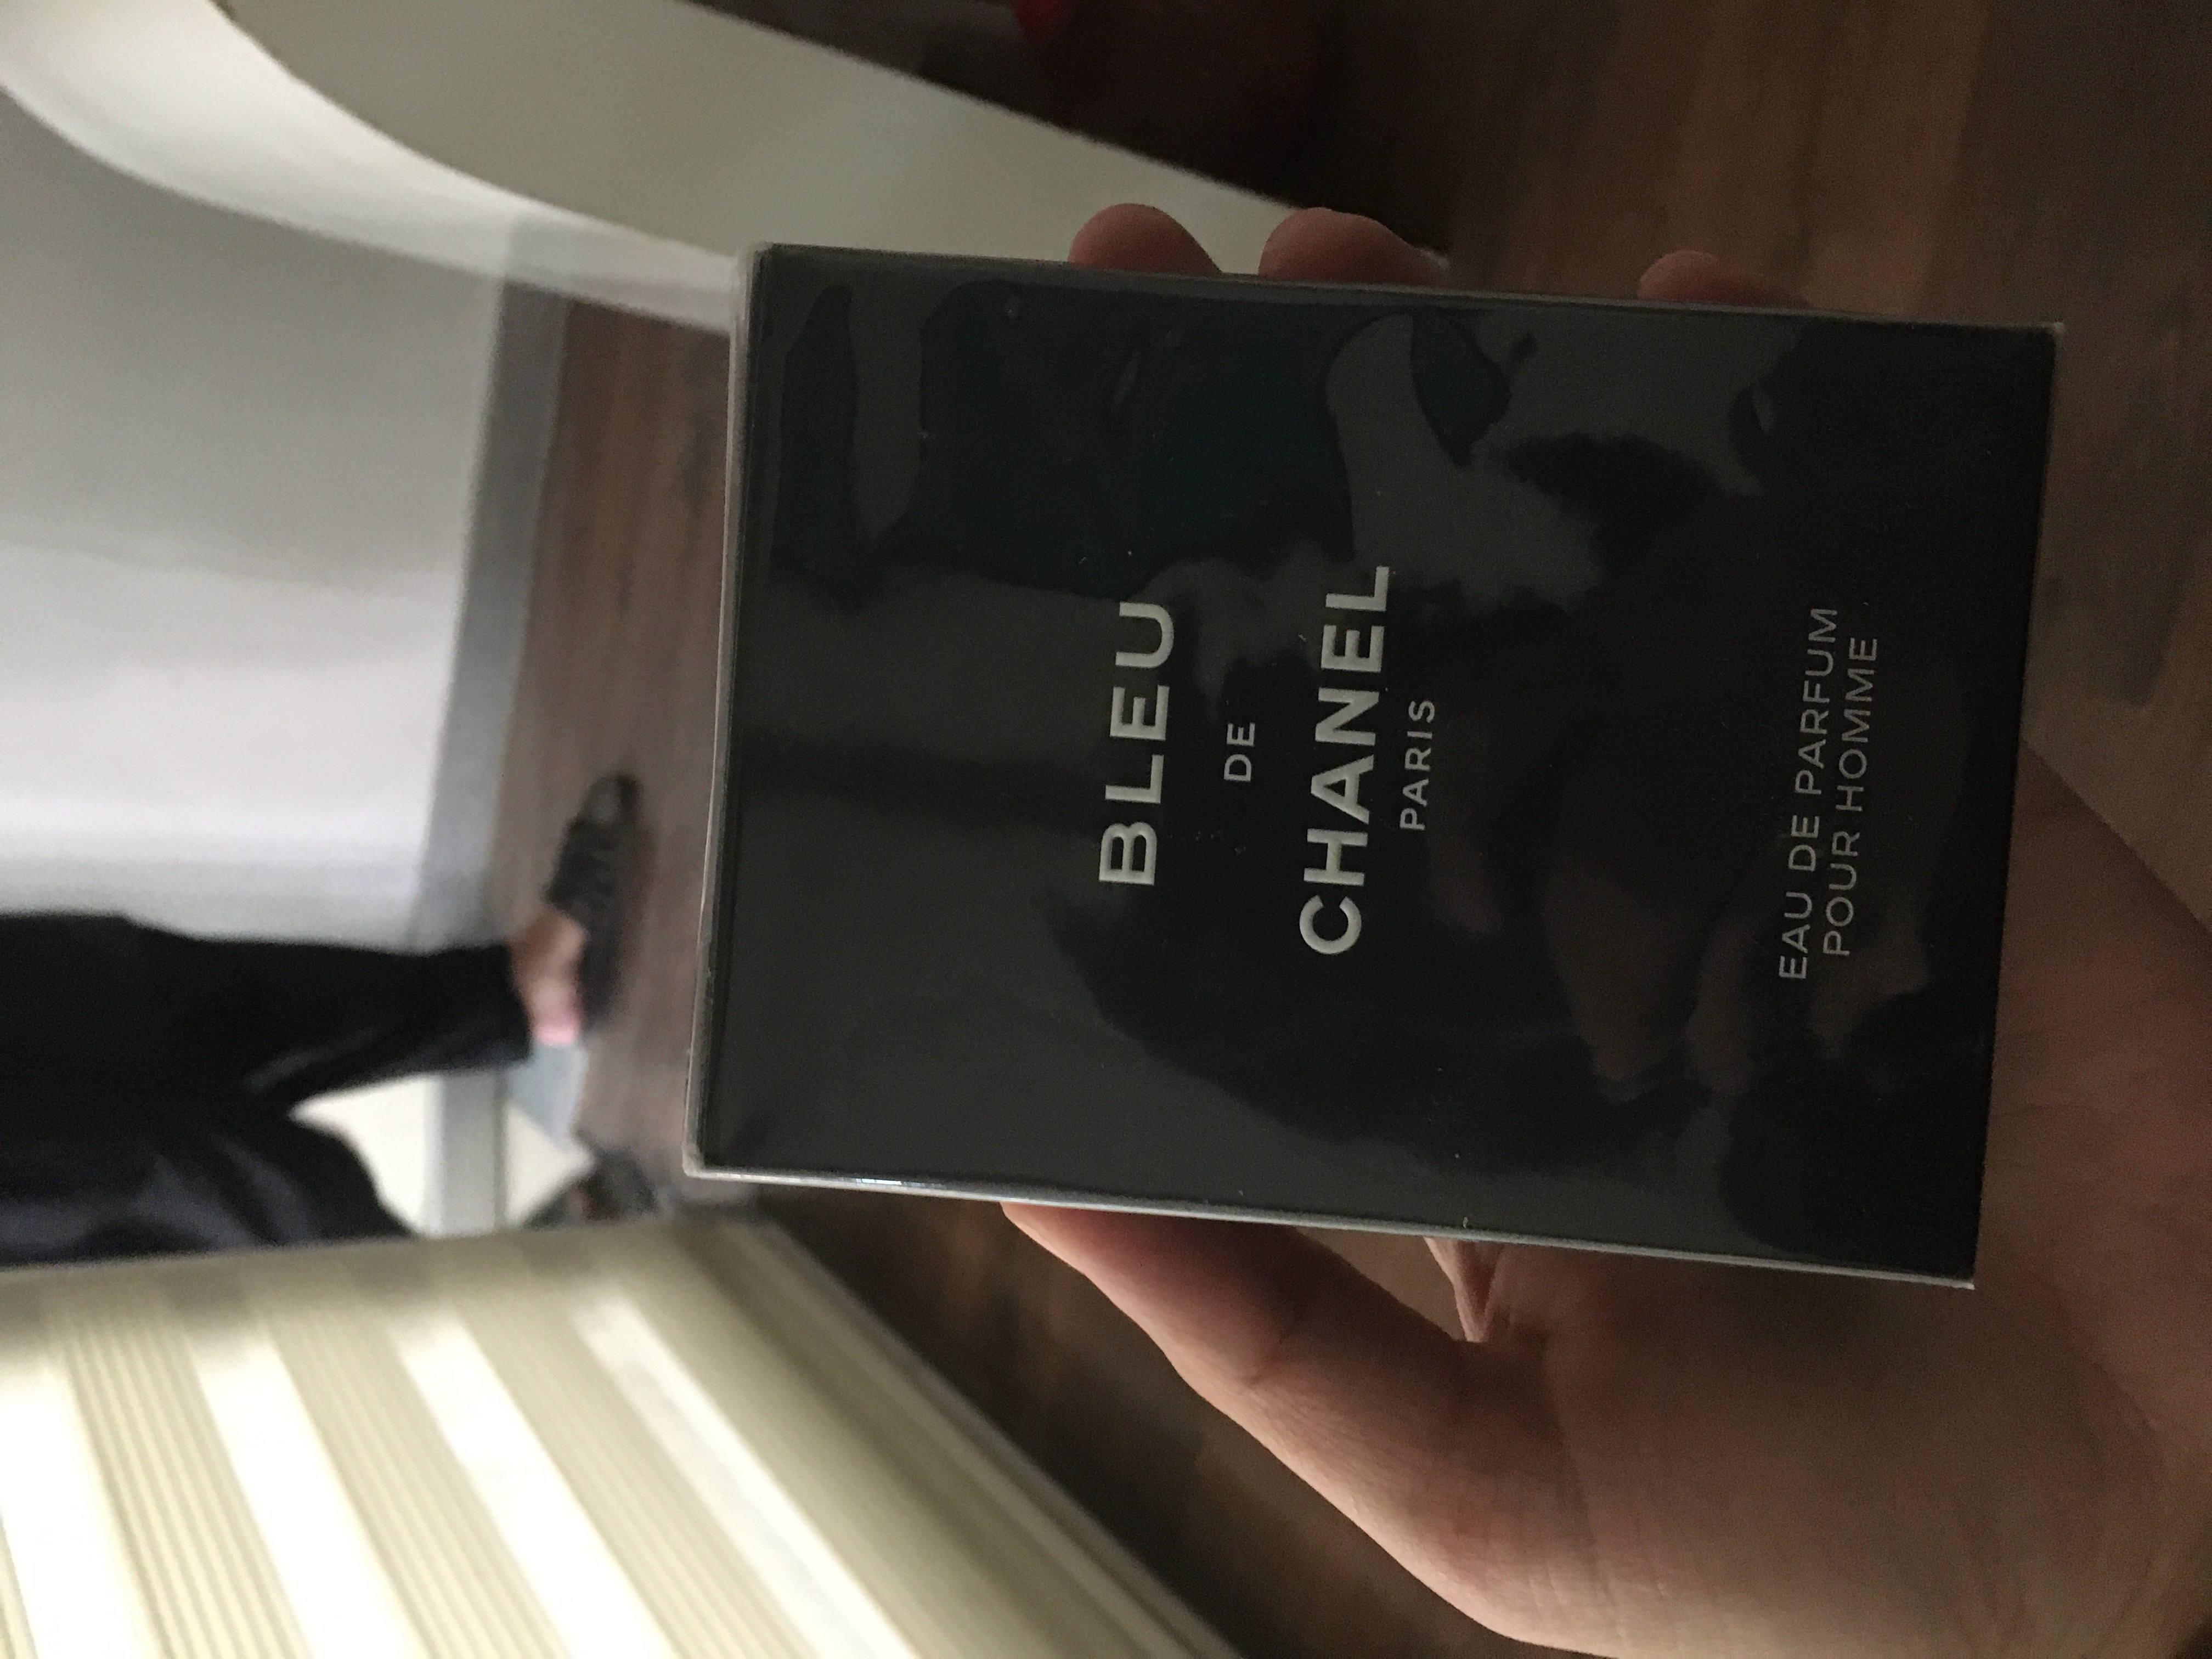 BLEU
DE
CHANEL
PARIS
EAU DE PARFUM
POUR HOMME